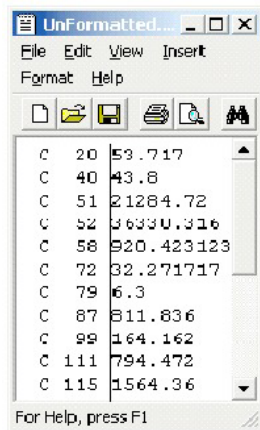 UnFormatted....
File Edit View Insert
Format Help
C 20 53.717
C 40 43.8
C 51 21284.72
C 52 36330.316
C 58 920.423123
C 72 32.271717
C 79 6.3
C 87 811.836
C 99 164.162
C 111 794.472
C 115 1564.36
For Help, press F1